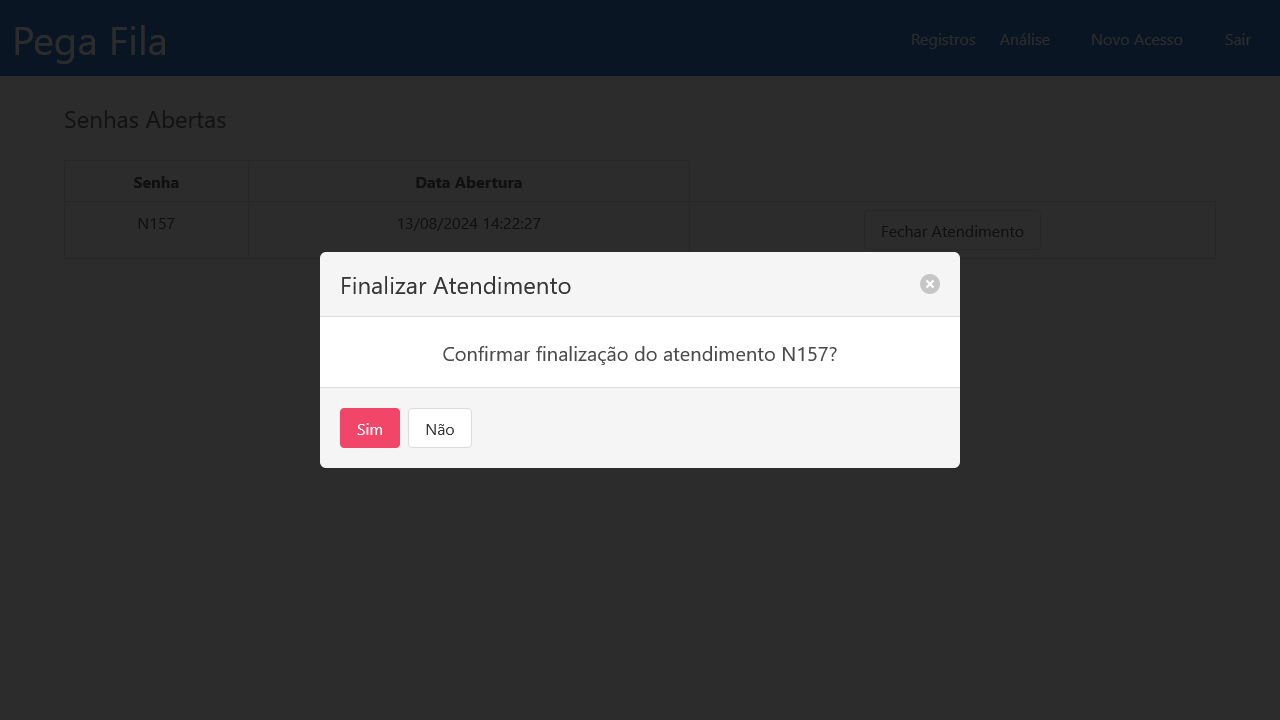 Pega Fila
Registros Análise Novo Acesso Sair
Senhas Abertas
Senha Data Abertura
N157 13/08/2024 14:22:27 Fechar Atendimento
Finalizar Atendimento
Confirmar finalização do atendimento N157?
Sim Não